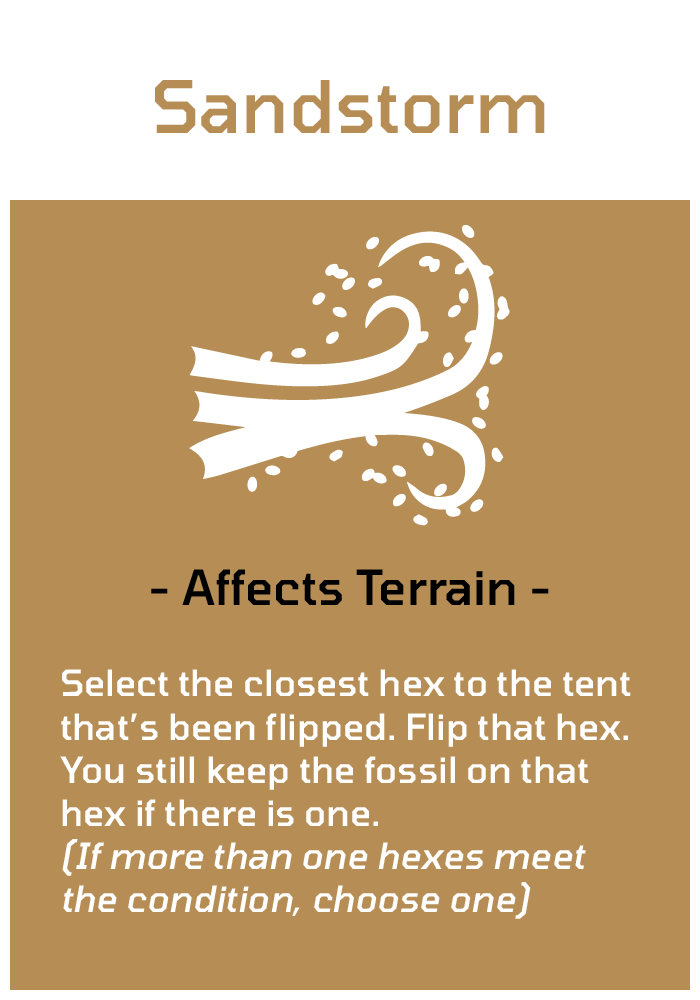 Sandstorm
- Affects Terrain -
Select the closest hex to the tent
that's been flipped. Flip that hex.
You still keep the fossil on that
hex if there is one.
(If more than one hexes meet
the condition, choose one)